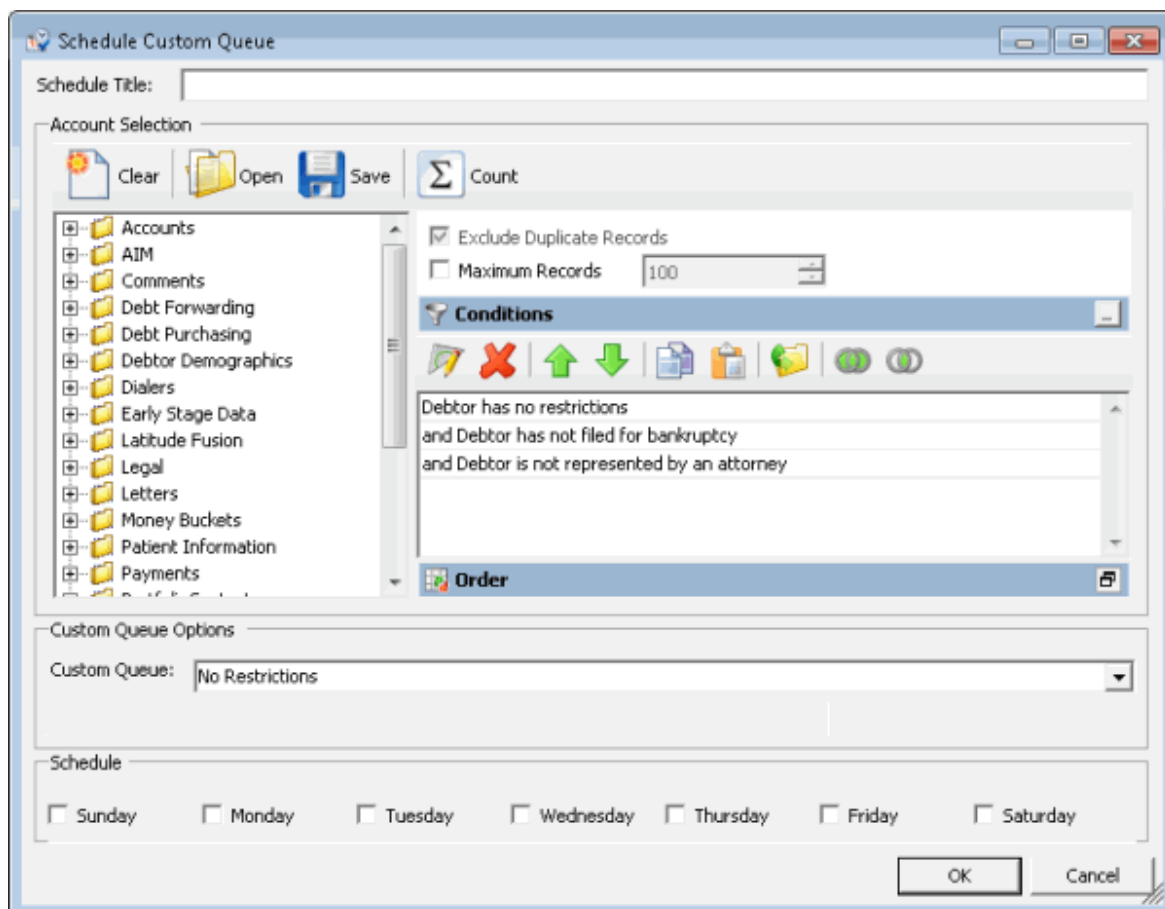 Schedule Custom Queue
Schedule Title:
Account Selection
Clear Open Save Σ Count
Accounts
AIM
Comments
Debt Forwarding
Debt Purchasing
Debtor Demographics
Dialers
Early Stage Data
Latitude Fusion
Legal
Letters
Money Buckets
Patient Information
Payments
Exclude Duplicate Records
Maximum Records 100
Conditions
Debtor has no restrictions
and Debtor has not filed for bankruptcy
and Debtor is not represented by an attorney
Order
Custom Queue Options
Custom Queue: No Restrictions
Schedule
Sunday Monday Tuesday Wednesday Thursday Friday Saturday
OK Cancel